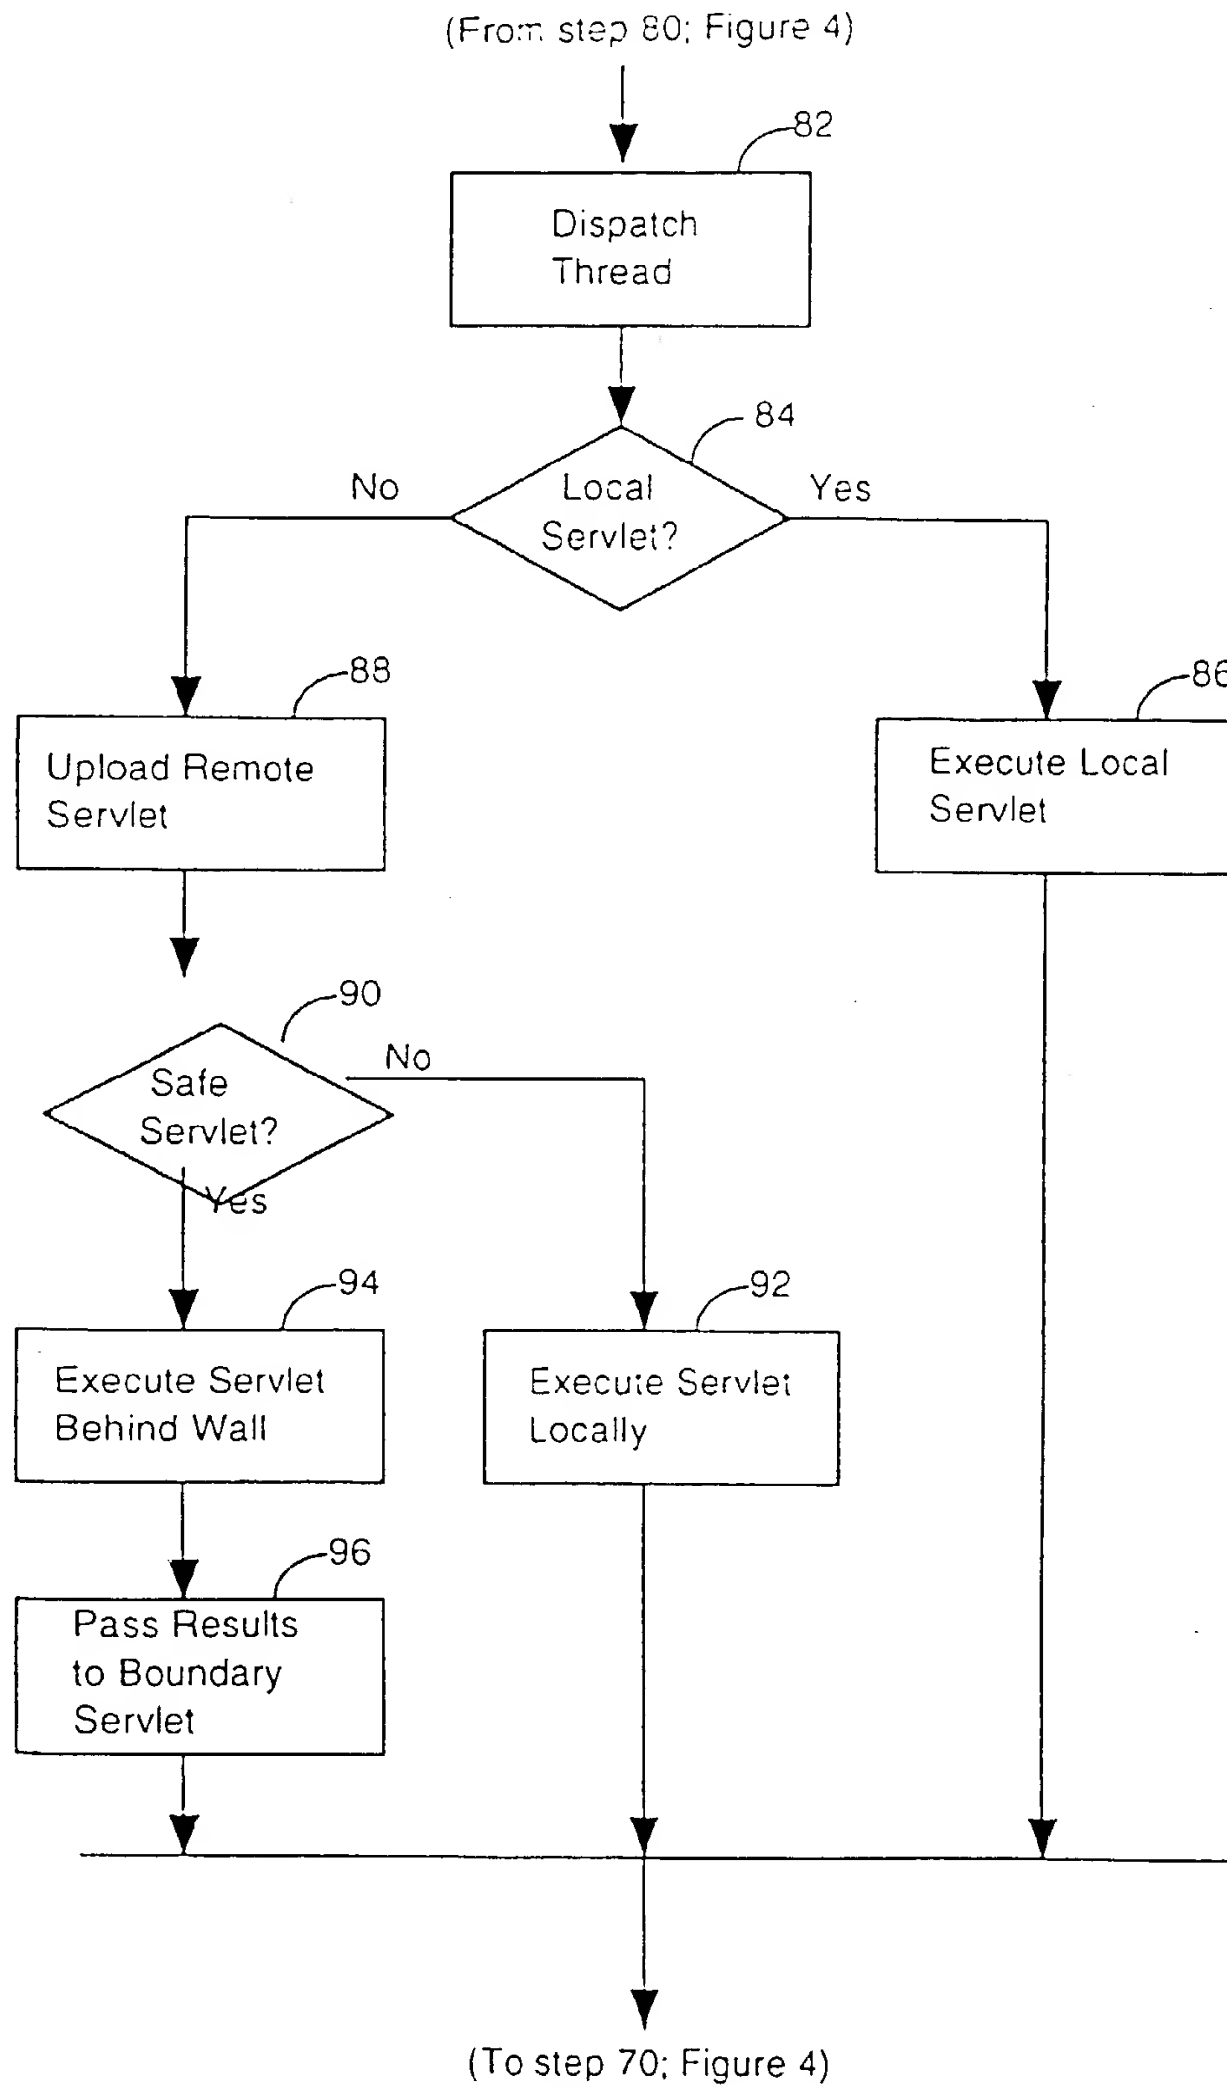 (From step 80; Figure 4)
82
Dispatch
Thread
84
No
Local
Servlet?
Yes
88
86
Upload Remote
Servlet
Execute Local
Servlet
90
No
Safe
Servlet?
Yes
94
92
Execute Servlet
Behind Wall
Execute Servlet
Locally
96
Pass Results
to Boundary
Servlet
(To step 70; Figure 4)